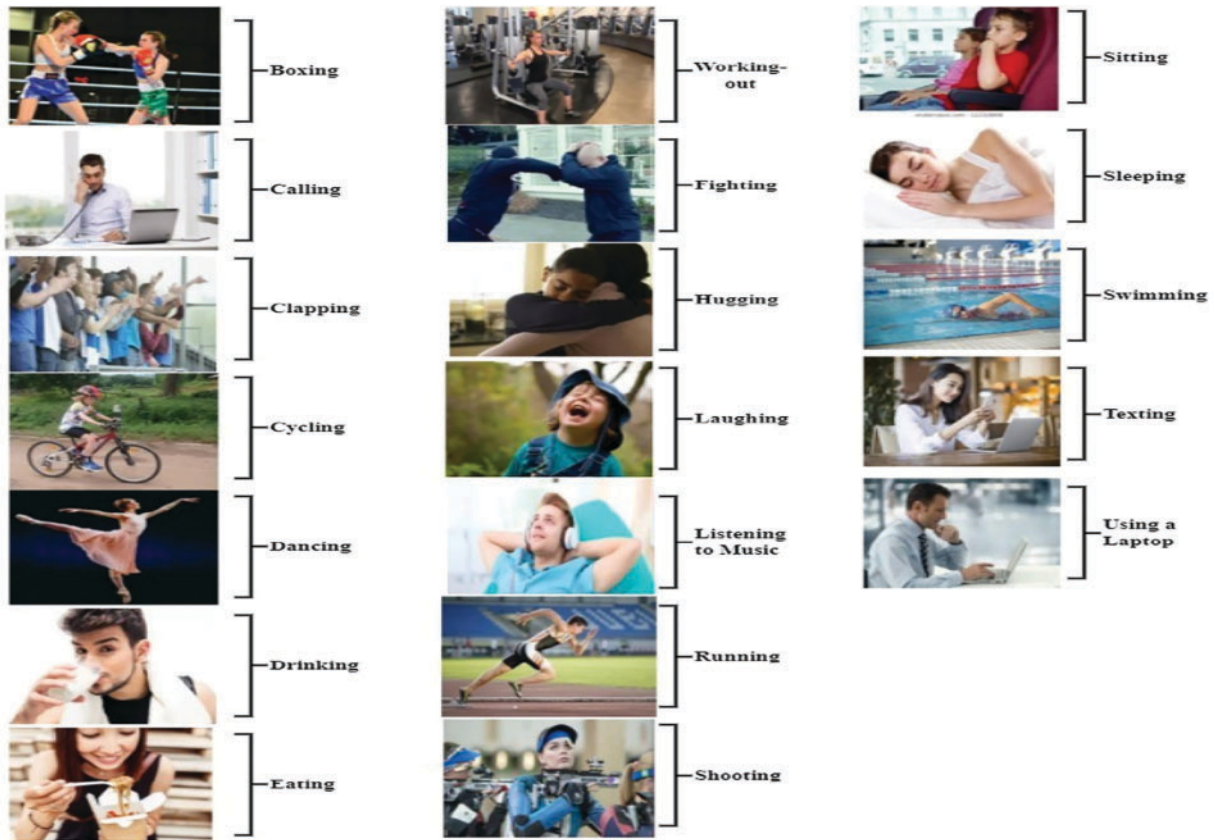 Boxing
Calling
Clapping
Cycling
Dancing
Drinking
Eating
Working-
out
Fighting
Hugging
Laughing
Listening
to Music
Running
Shooting
Sitting
Sleeping
Swimming
Texting
Using a
Laptop